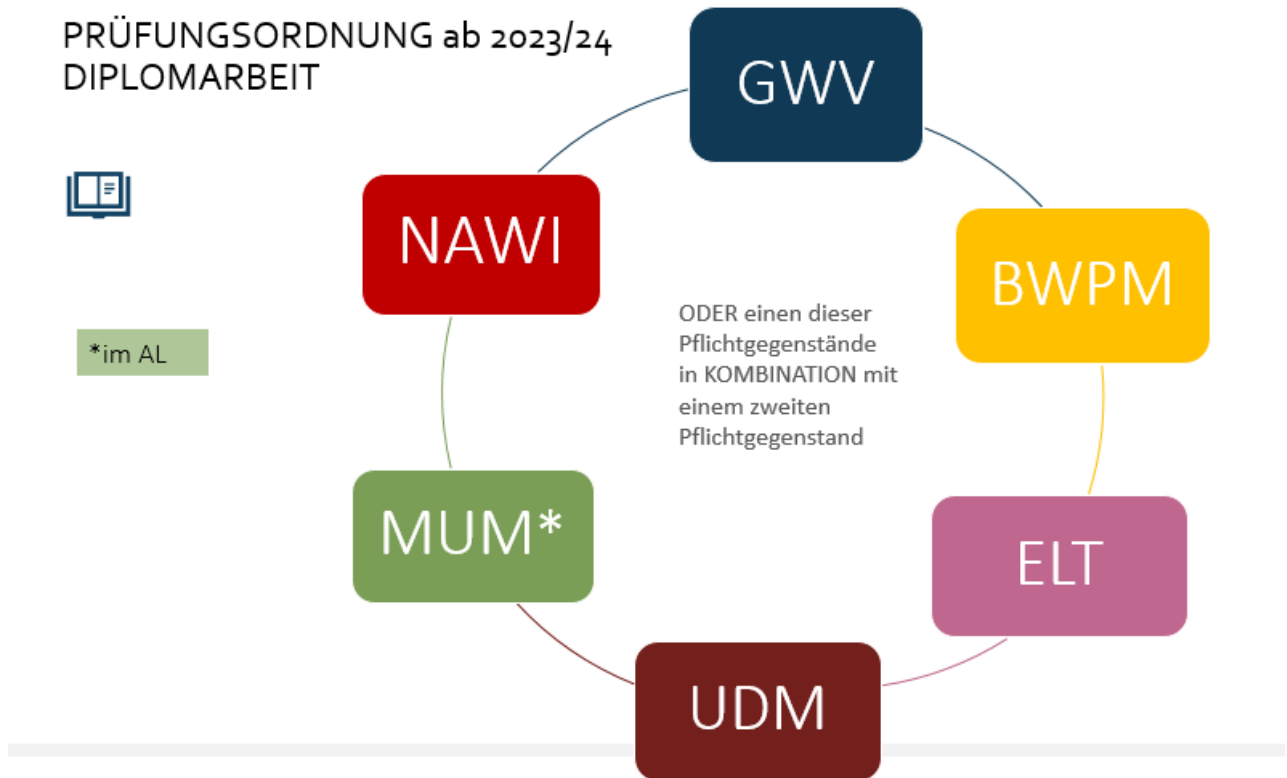 PRÜFUNGSORDNUNG ab 2023/24
DIPLOMARBEIT
GWV
NAWI
BWPM
ODER einen dieser
Pflichtgegenstände
in KOMBINATION mit
einem zweiten
Pflichtgegenstand
*im AL
MUM*
ELT
UDM